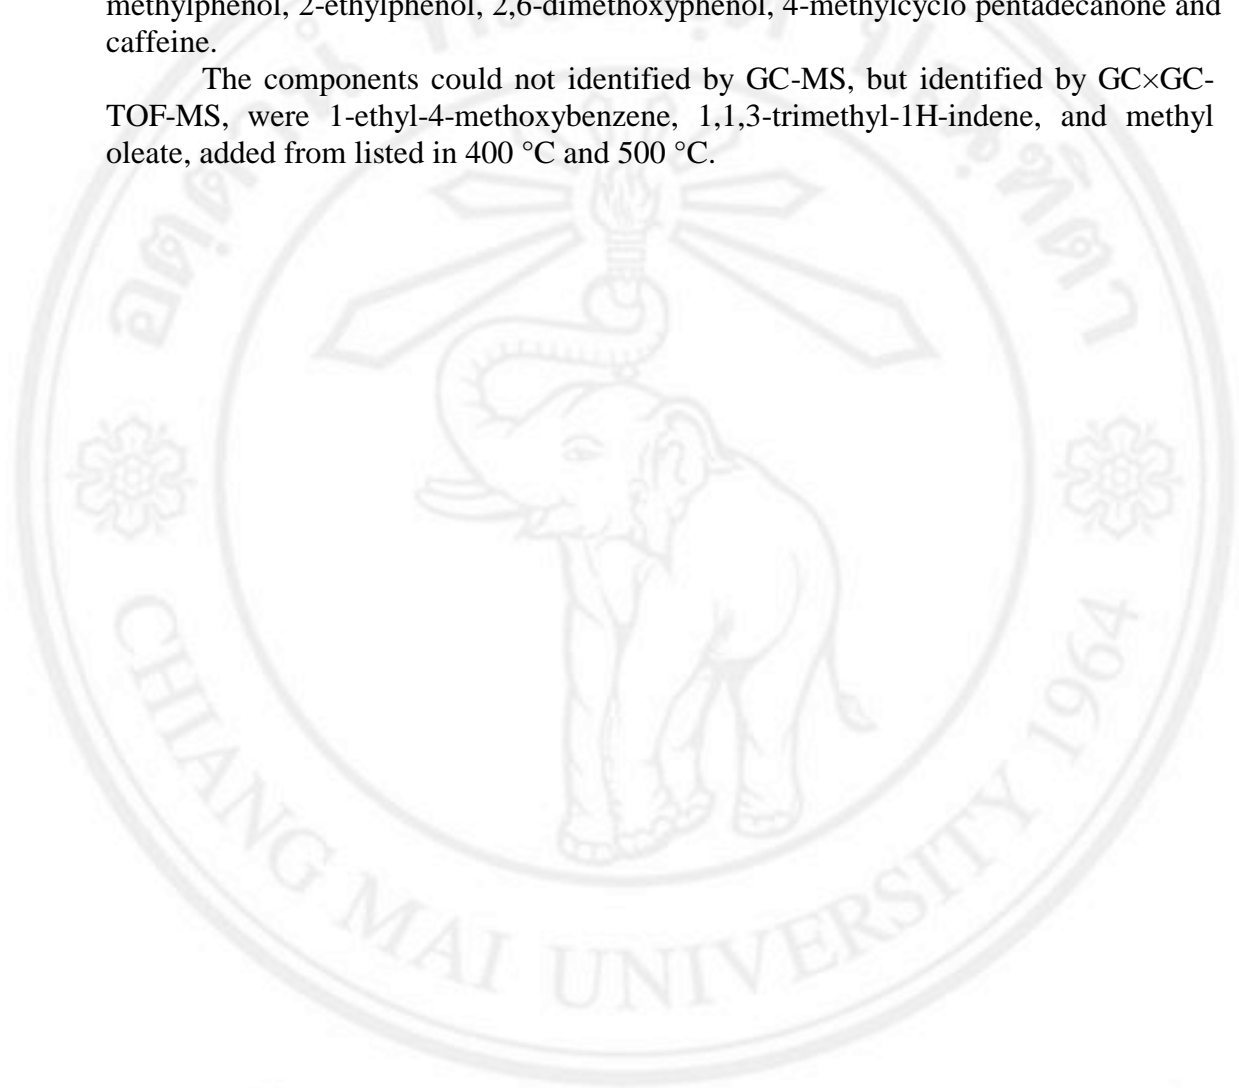 methylphenol, 2-ethylphenol, 2,6-dimethoxyphenol, 4-methylcyclo pentadecanone and
caffeine.
The components could not identified by GC-MS, but identified by GC×GC-
TOF-MS, were 1-ethyl-4-methoxybenzene, 1,1,3-trimethyl-1H-indene, and methyl
oleate, added from listed in 400 °C and 500 °C.
CHIANG MAI UNIVERSITY 1964